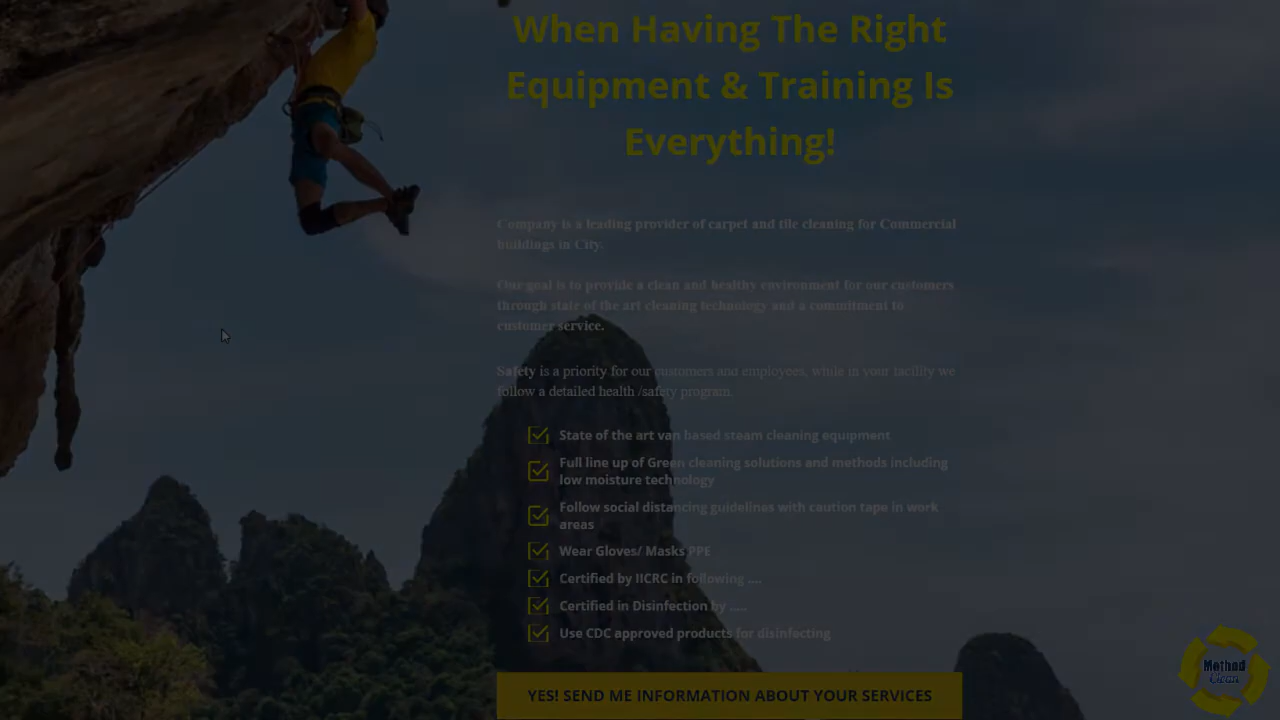 When Having The Right
Equipment & Training Is
Everything!
Company is a leading provider of carpet and tile cleaning for Commercial
buildings in City.
Our goal is to provide a clean and healthy environment for our customers
through state of the art cleaning technology and a commitment to
customer service.
Safety is a priority for our customers and employees, while in your facility we
follow a detailed health /safety program.
State of the art van based steam cleaning equipment
Full line up of Green cleaning solutions and methods including
low moisture technology
Follow social distancing guidelines with caution tape in work
areas
Wear Gloves/ Masks PPE
Certified by IICRC in following ....
Certified in Disinfection by .....
Use CDC approved products for disinfecting
YES! SEND ME INFORMATION ABOUT YOUR SERVICES
Method
Clean